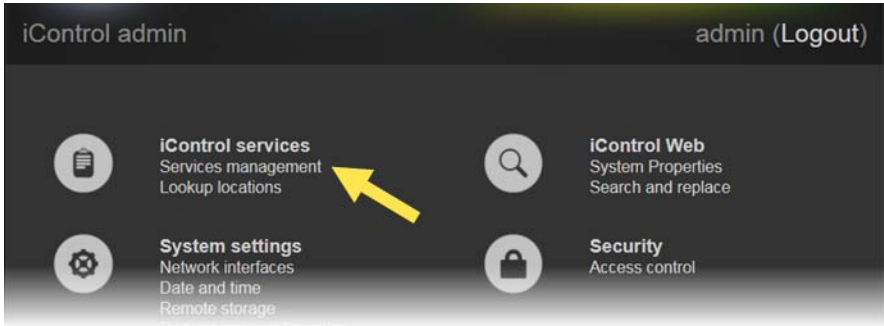 iControl admin
admin (Logout)
iControl services
Services management
Lookup locations
iControl Web
System Properties
Search and replace
System settings
Network interfaces
Date and time
Remote storage
Security
Access control